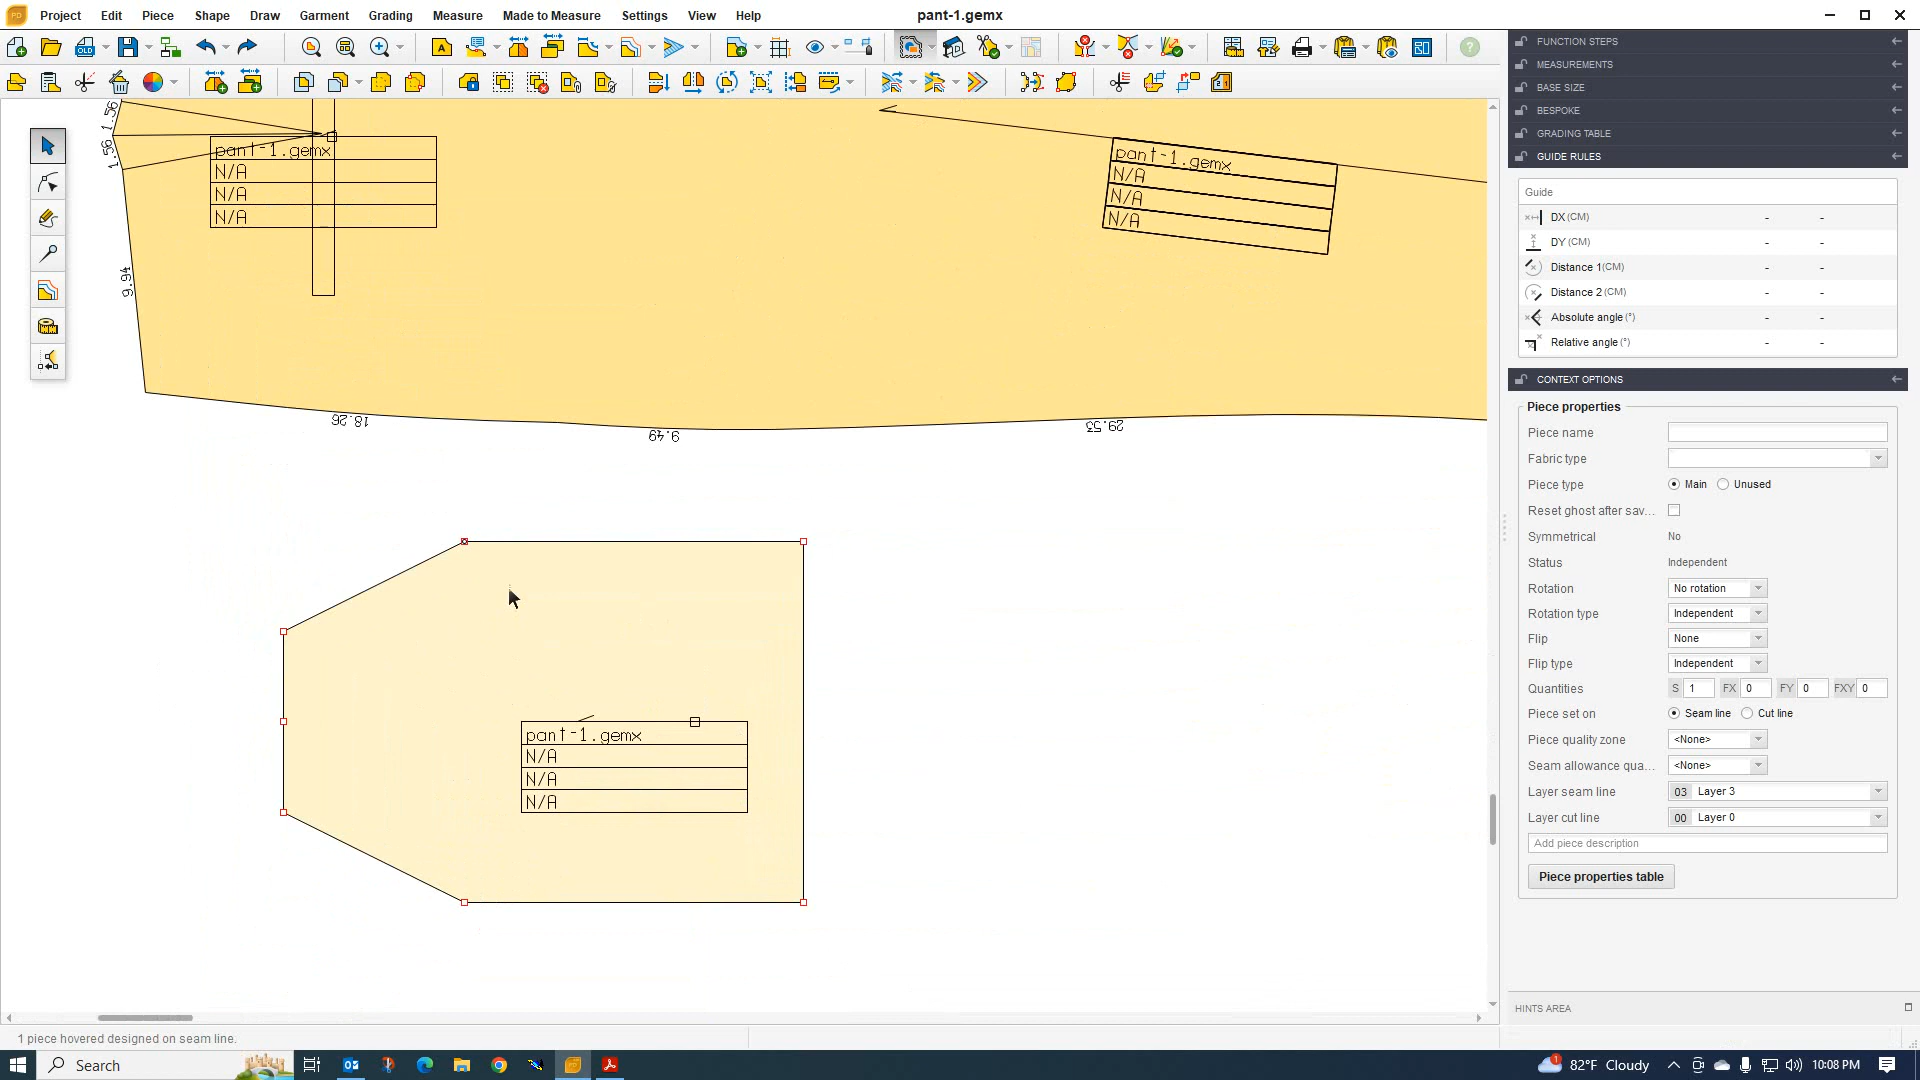 Project Edit Piece Shape Draw Garment Grading Measure Made to Measure Settings View Help pant-1.gemx
FUNCTION STEPS
MEASUREMENTS
BASE SIZE
BESPOKE
GRADING TABLE
GUIDE RULES
Guide
DX (CM) - -
DY (CM) - -
Distance 1(CM) - -
Distance 2 (CM) - -
Absolute angle (°) - -
Relative angle (°) - -
CONTEXT OPTIONS
Piece properties
Piece name
Fabric type
Piece type Main Unused
Reset ghost after sav...
Symmetrical No
Status Independent
Rotation No rotation
Rotation type Independent
Flip None
Flip type Independent
Quantities S 1 FX 0 FY 0 FXY 0
Piece set on Seam line Cut line
Piece quality zone <None>
Seam allowance qua... <None>
Layer seam line 03 Layer 3
Layer cut line 00 Layer 0
Add piece description
Piece properties table
HINTS AREA
1.56
1.56
9.94
pant-1.gemx
N/A
N/A
N/A
pant-1.gemx
N/A
N/A
N/A
18.26
9.49
29.53
pant-1.gemx
N/A
N/A
N/A
1 piece hovered designed on seam line.
Search
82°F Cloudy
10:08 PM